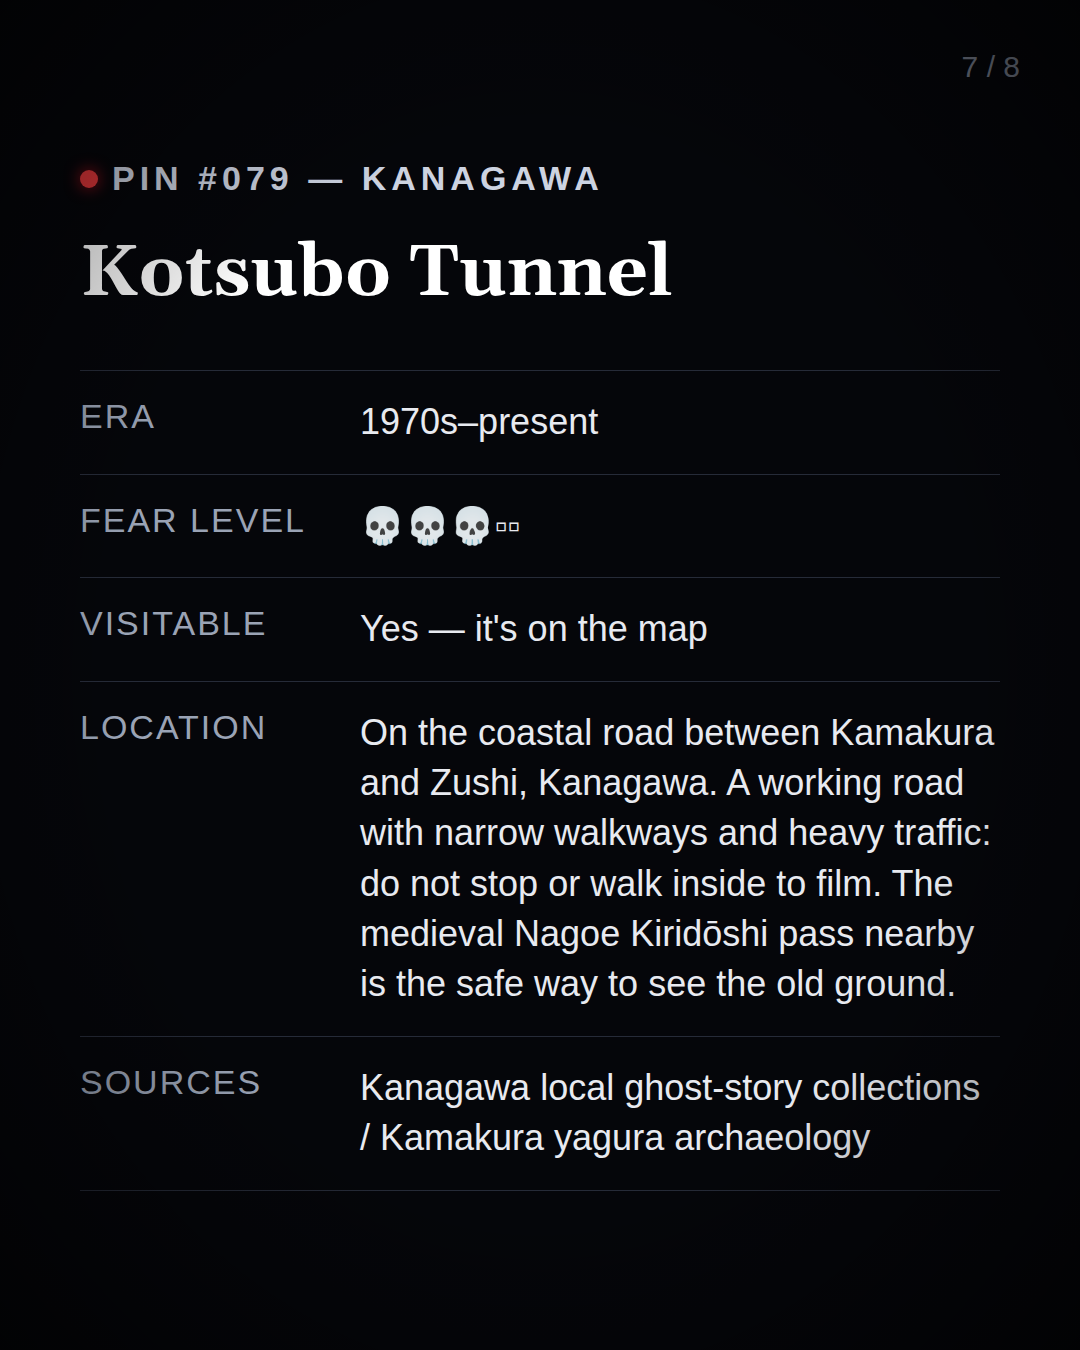 7 / 8
PIN #079 — KANAGAWA
Kotsubo Tunnel
ERA
1970s–present
FEAR LEVEL
💀💀💀▫▫
VISITABLE
Yes — it's on the map
LOCATION
On the coastal road between Kamakura
and Zushi, Kanagawa. A working road
with narrow walkways and heavy traffic:
do not stop or walk inside to film. The
medieval Nagoe Kiridōshi pass nearby
is the safe way to see the old ground.
SOURCES
Kanagawa local ghost-story collections
/ Kamakura yagura archaeology